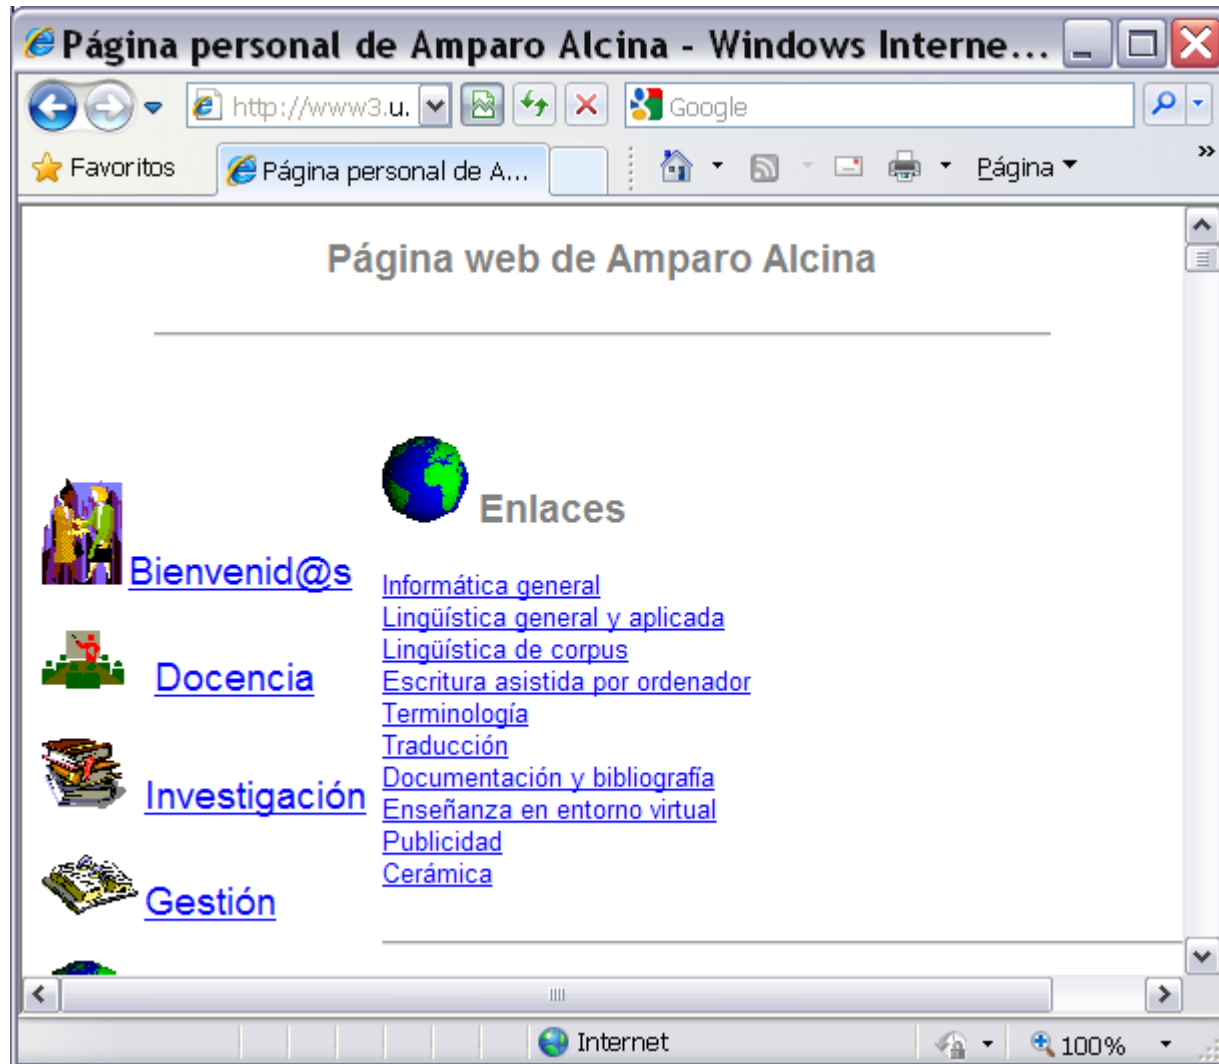 Página personal de Amparo Alcina - Windows Interne...
http://www3.u.
Google
Favoritos
Página personal de A...
Página
Página web de Amparo Alcina
Enlaces
Bienvenid@s
Docencia
Investigación
Gestión
Informática general
Lingüística general y aplicada
Lingüística de corpus
Escritura asistida por ordenador
Terminología
Traducción
Documentación y bibliografía
Enseñanza en entorno virtual
Publicidad
Cerámica
Internet
100%